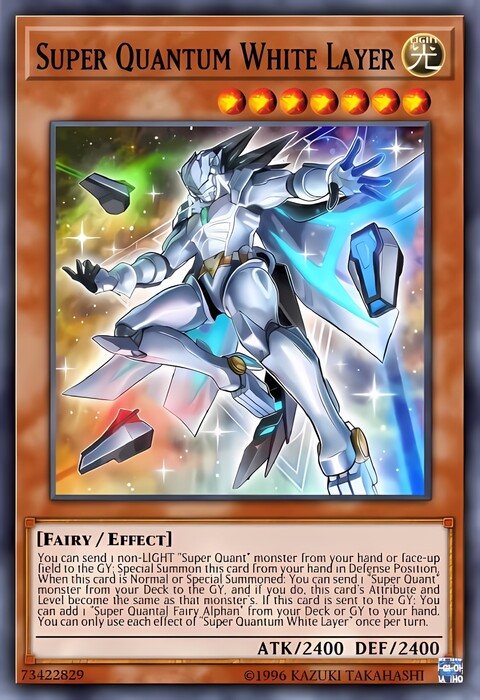 SUPER QUANTUM WHITE LAYER
LIGHT
光
[FAIRY / EFFECT]
You can send 1 non-LIGHT "Super Quant" monster from your hand or face-up
field to the GY; Special Summon this card from your hand in Defense Position.
When this card is Normal or Special Summoned: You can send 1 "Super Quant"
monster from your Deck to the GY, and if you do, this card's Attribute and
Level become the same as that monster's. If this card is sent to the GY: You
can add 1 "Super Quantal Fairy Alphan" from your Deck or GY to your hand.
You can only use each effect of "Super Quantum White Layer" once per turn.
ATK/2400 DEF/2400
73422829
©1996 KAZUKI TAKAHASHI